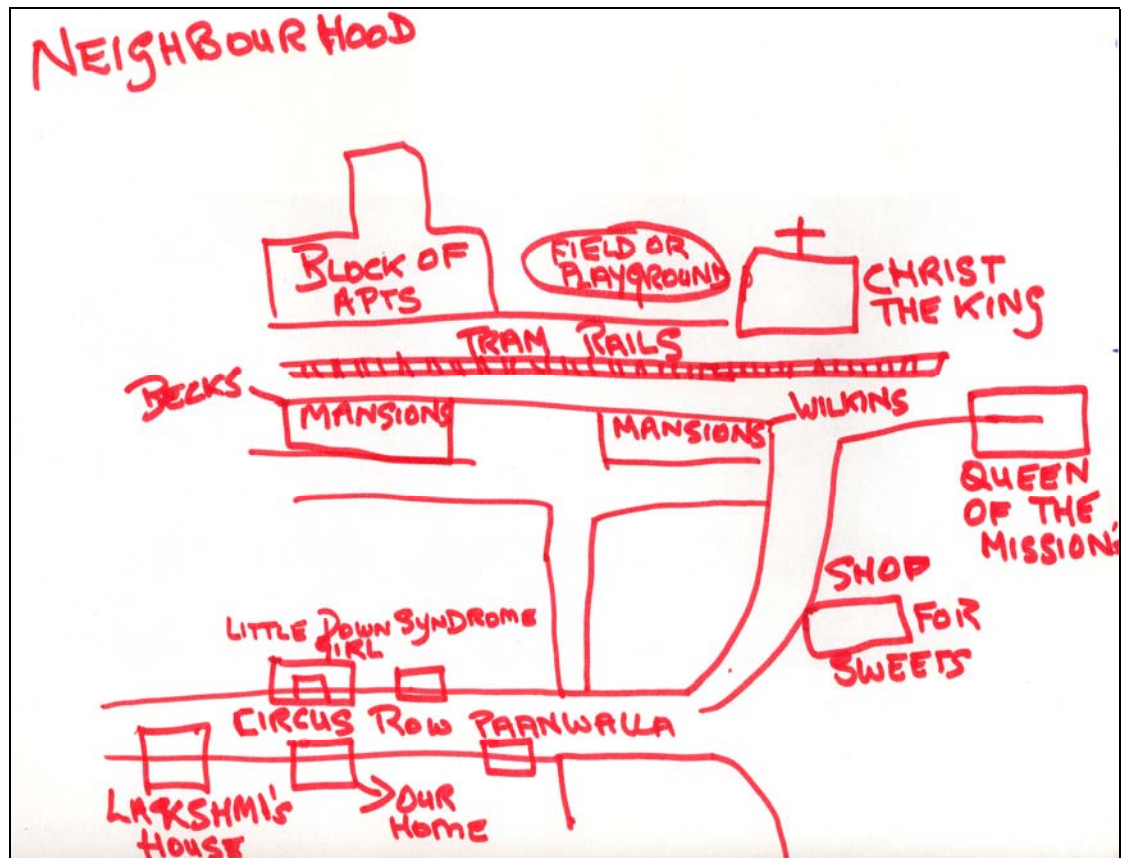 NEIGHBOURHOOD
BLOCK OF
APTS
FIELD OR
PLAYGROUND
CHRIST
THE KING
TRAM RAILS
BECKS
MANSIONS
MANSIONS
WILKINS
QUEEN
OF THE
MISSION'S
SHOP
FOR
SWEETS
LITTLE DOWN SYNDROME
GIRL
CIRCUS ROW PAANWALLA
LAKSHMI'S
HOUSE
OUR
HOME